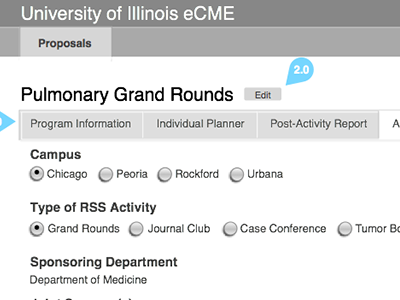 University of Illinois eCME
Proposals
2.0
Pulmonary Grand Rounds Edit
Program Information Individual Planner Post-Activity Report
Campus
Chicago Peoria Rockford Urbana
Type of RSS Activity
Grand Rounds Journal Club Case Conference Tumor
Sponsoring Department
Department of Medicine